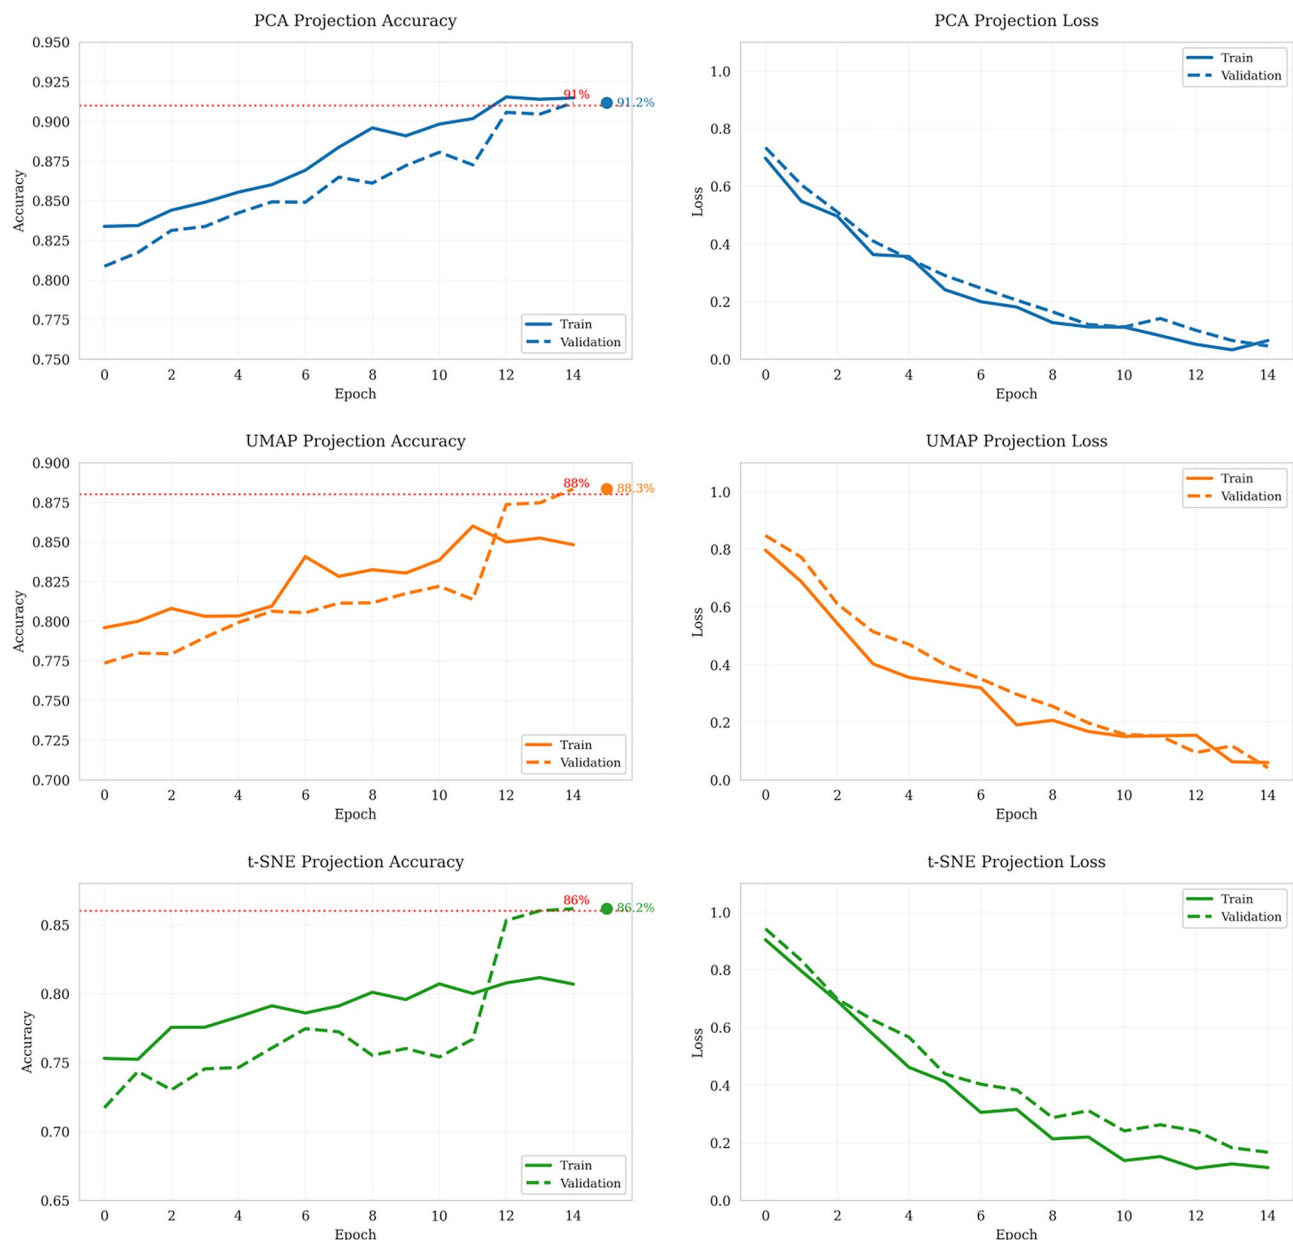 PCA Projection Accuracy
0.950
0.925
0.900
0.875
0.850
0.825
0.800
0.775
0.750
Accuracy
91%
91.2%
Train
Validation
0 2 4 6 8 10 12 14
Epoch
PCA Projection Loss
1.0
0.8
0.6
0.4
0.2
0.0
Loss
Train
Validation
0 2 4 6 8 10 12 14
Epoch
UMAP Projection Accuracy
0.900
0.875
0.850
0.825
0.800
0.775
0.750
0.725
0.700
Accuracy
88%
88.3%
Train
Validation
0 2 4 6 8 10 12 14
Epoch
UMAP Projection Loss
1.0
0.8
0.6
0.4
0.2
0.0
Loss
Train
Validation
0 2 4 6 8 10 12 14
Epoch
t-SNE Projection Accuracy
0.85
0.80
0.75
0.70
0.65
Accuracy
86%
86.2%
Train
Validation
0 2 4 6 8 10 12 14
Epoch
t-SNE Projection Loss
1.0
0.8
0.6
0.4
0.2
0.0
Loss
Train
Validation
0 2 4 6 8 10 12 14
Epoch